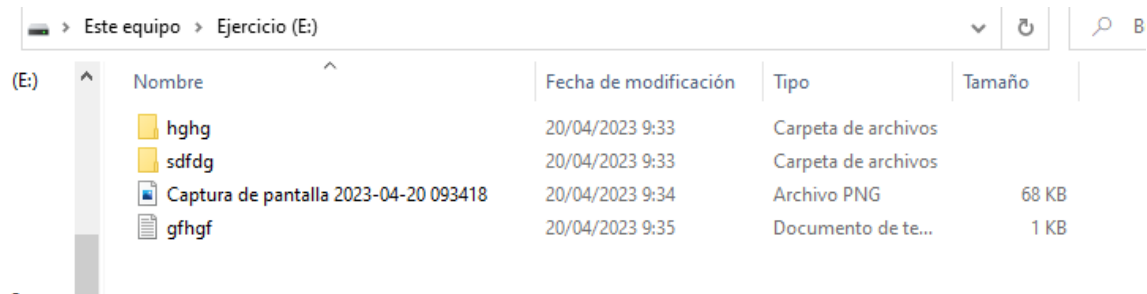 Este equipo > Ejercicio (E:) B
(E:) Nombre Fecha de modificación Tipo Tamaño
hghg 20/04/2023 9:33 Carpeta de archivos
sdfdg 20/04/2023 9:33 Carpeta de archivos
Captura de pantalla 2023-04-20 093418 20/04/2023 9:34 Archivo PNG 68 KB
gfhgf 20/04/2023 9:35 Documento de te... 1 KB